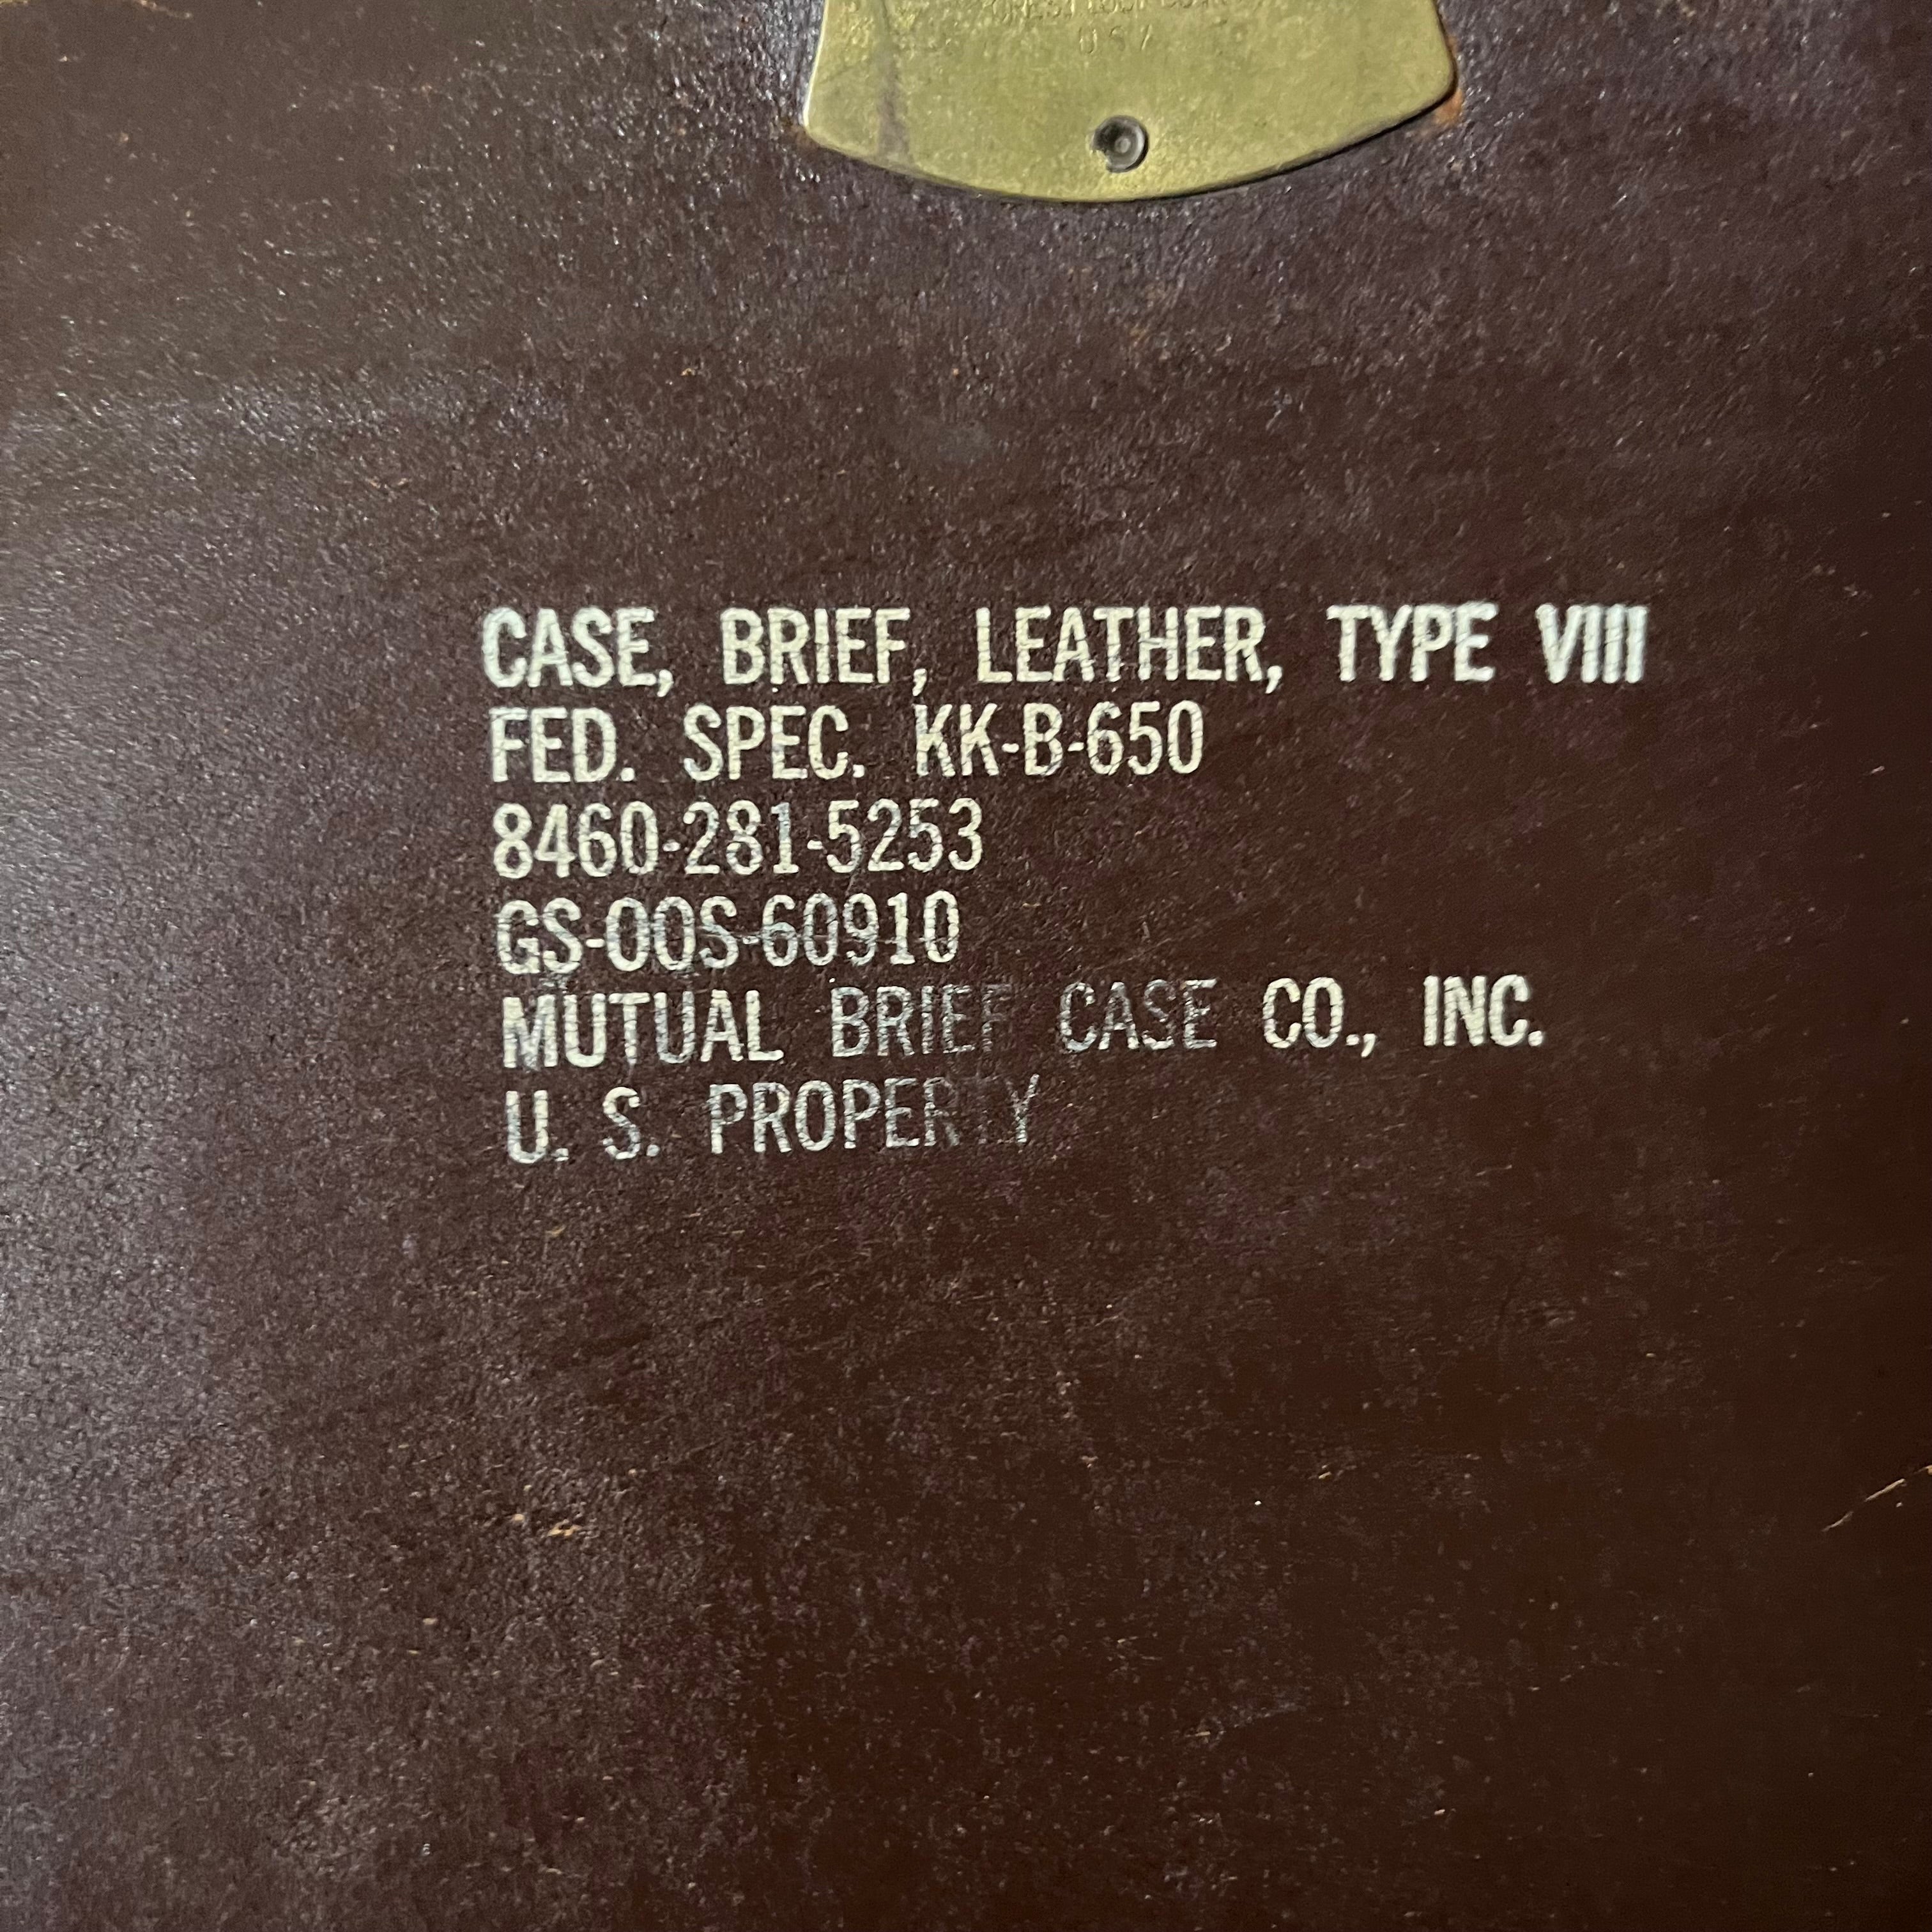 USA
CASE, BRIEF, LEATHER, TYPE VIII
FED. SPEC. KK-B-650
8460-281-5253
GS-OOS-60910
MUTUAL BRIEF CASE CO., INC.
U. S. PROPERTY